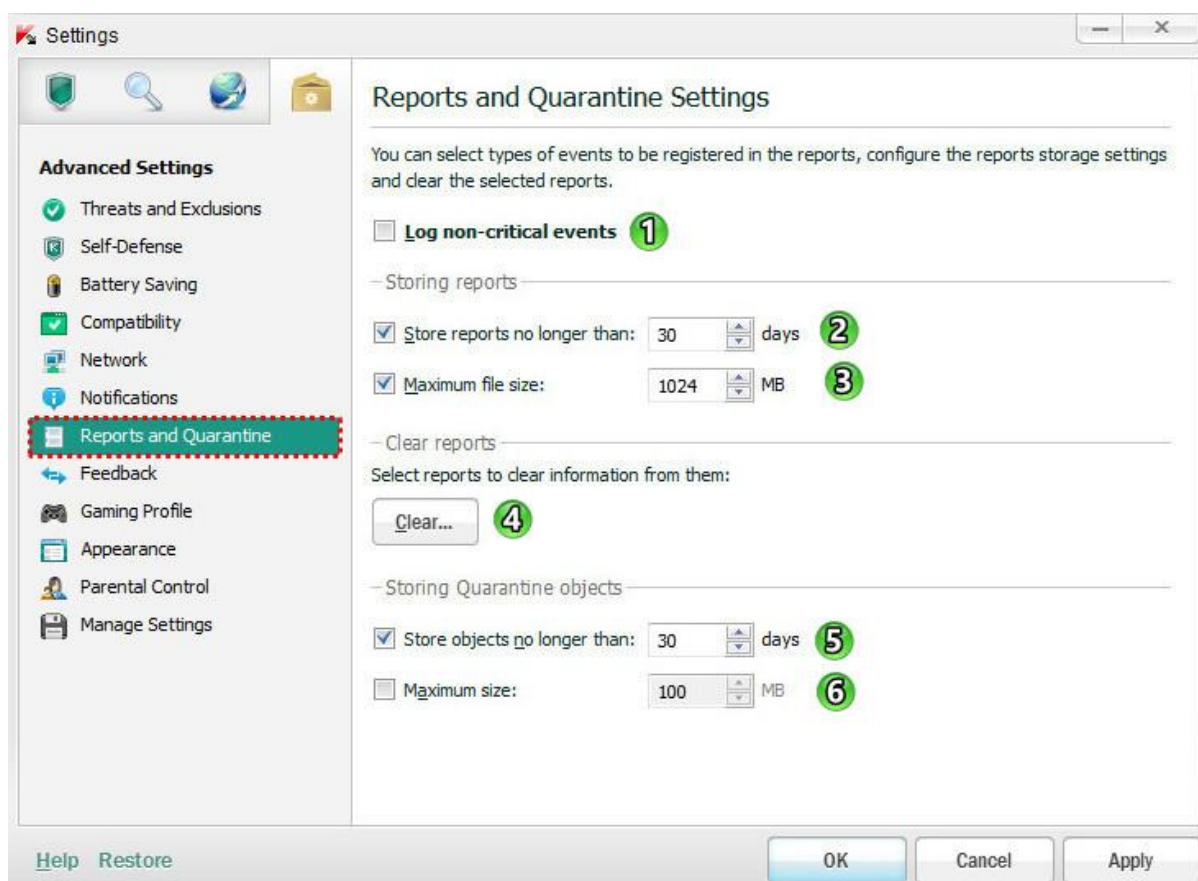 Settings
Reports and Quarantine Settings
You can select types of events to be registered in the reports, configure the reports storage settings
and clear the selected reports.
Advanced Settings
Threats and Exclusions
Self-Defense
Battery Saving
Compatibility
Network
Notifications
Reports and Quarantine
Feedback
Gaming Profile
Appearance
Parental Control
Manage Settings
Log non-critical events 1
Storing reports
Store reports no longer than: 30 days 2
Maximum file size: 1024 MB 3
Clear reports
Select reports to clear information from them:
Clear... 4
Storing Quarantine objects
Store objects no longer than: 30 days 5
Maximum size: 100 MB 6
Help Restore OK Cancel Apply